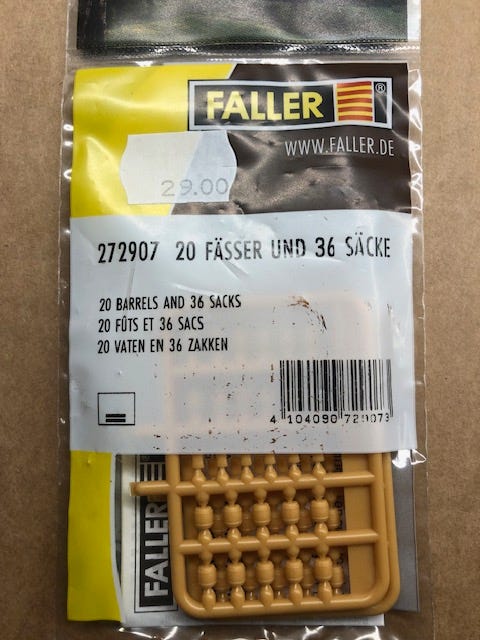 FALLER®
WWW.FALLER.DE
29.00
272907 20 FÄSSER UND 36 SÄCKE
20 BARRELS AND 36 SACKS
20 FÛTS ET 36 SACS
20 VATEN EN 36 ZAKKEN
4 104090 729073
FALLER